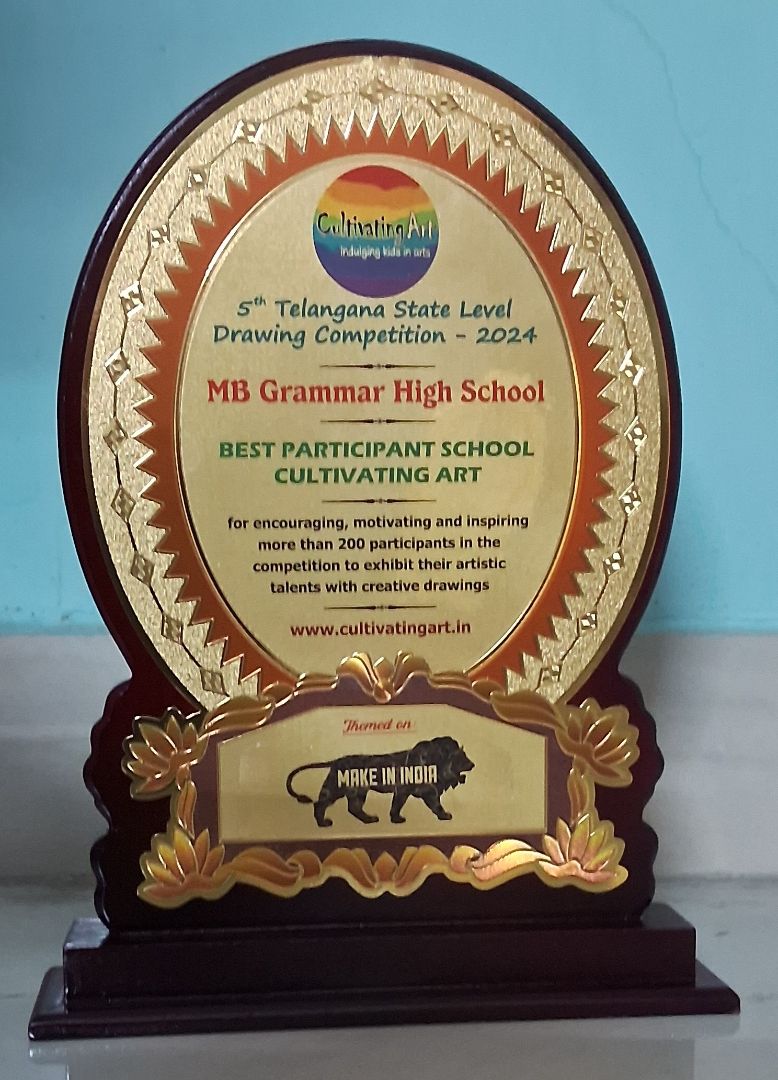 Cultivating Art
Indulging kids in arts
5th Telangana State Level
Drawing Competition - 2024
MB Grammar High School
BEST PARTICIPANT SCHOOL
CULTIVATING ART
for encouraging, motivating and inspiring
more than 200 participants in the
competition to exhibit their artistic
talents with creative drawings
www.cultivatingart.in
Themed on
MAKE IN INDIA